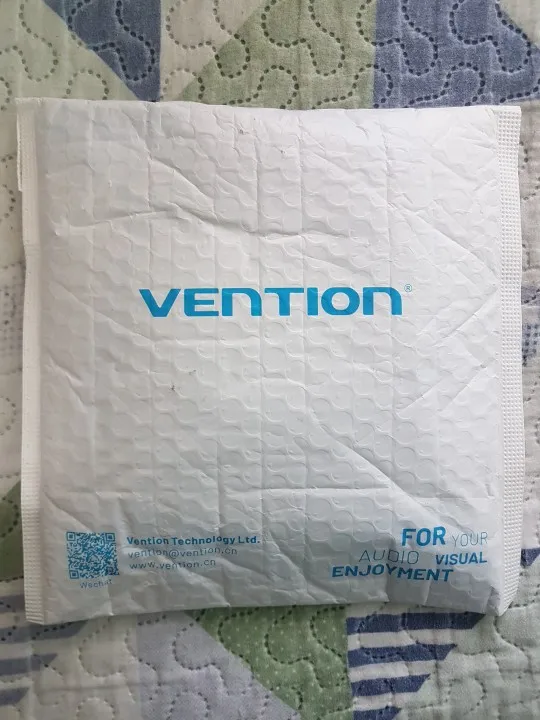 VENTION®
Vention Technology Ltd.
vention@vention.cn
www.vention.cn
Wechat
FOR YOUR
AUDIO VISUAL
ENJOYMENT